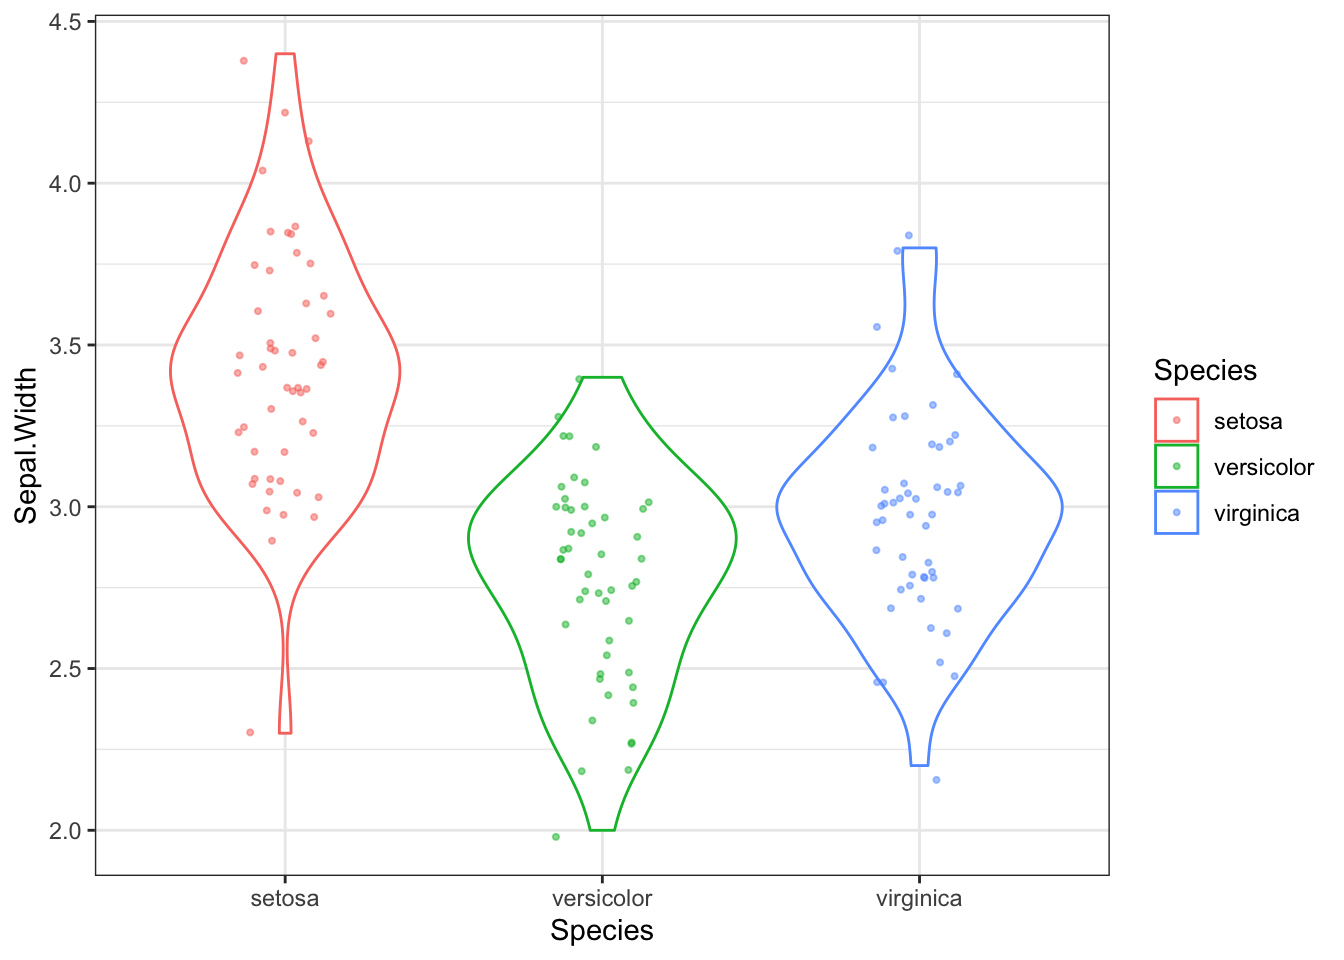 4.5
4.0
3.5
3.0
2.5
2.0
Sepal.Width
setosa
versicolor
virginica
Species
Species
setosa
versicolor
virginica